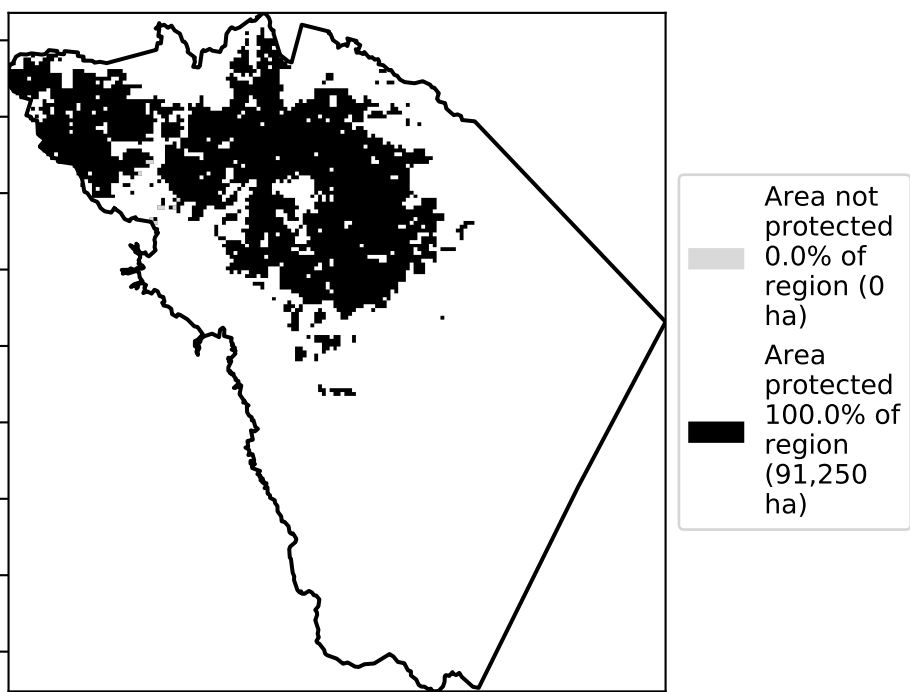 Area not
protected
0.0% of
region (0
ha)
Area
protected
100.0% of
region
(91,250
ha)